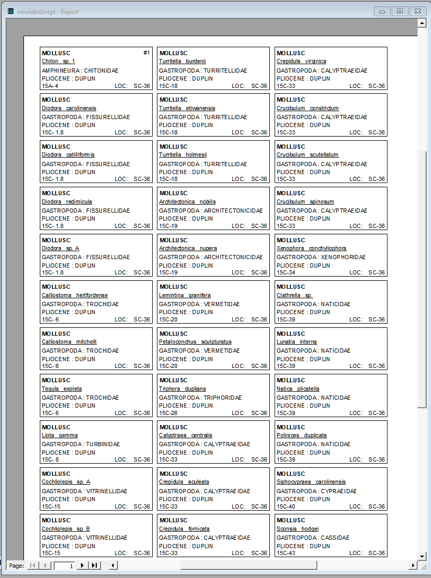 newlabelsrept : Report
MOLLUSC #1
Chiton sp. 1
AMPHINEURA : CHITONIDAE
PLIOCENE : DUPLIN
15A- 4 LOC: SC-36
MOLLUSC
Turritella burdenii
GASTROPODA : TURRITELLIDAE
PLIOCENE : DUPLIN
15C-18 LOC: SC-36
MOLLUSC
Crepidula virginica
GASTROPODA : CALYPTRAEIDAE
PLIOCENE : DUPLIN
15C-33 LOC: SC-36
MOLLUSC
Diodora carolinensis
GASTROPODA : FISSURELLIDAE
PLIOCENE : DUPLIN
15C- 1.8 LOC: SC-36
MOLLUSC
Turritella etiwanensis
GASTROPODA : TURRITELLIDAE
PLIOCENE : DUPLIN
15C-18 LOC: SC-36
MOLLUSC
Crucibulum constrictum
GASTROPODA : CALYPTRAEIDAE
PLIOCENE : DUPLIN
15C-33 LOC: SC-36
MOLLUSC
Diodora catilliformis
GASTROPODA : FISSURELLIDAE
PLIOCENE : DUPLIN
15C- 1.8 LOC: SC-36
MOLLUSC
Turritella holmesii
GASTROPODA : TURRITELLIDAE
PLIOCENE : DUPLIN
15C-18 LOC: SC-36
MOLLUSC
Crucibulum scutellatum
GASTROPODA : CALYPTRAEIDAE
PLIOCENE : DUPLIN
15C-33 LOC: SC-36
MOLLUSC
Diodora redimicula
GASTROPODA : FISSURELLIDAE
PLIOCENE : DUPLIN
15C- 1.8 LOC: SC-36
MOLLUSC
Architectonica nobilis
GASTROPODA : ARCHITECTONICIDAE
PLIOCENE : DUPLIN
15C-19 LOC: SC-36
MOLLUSC
Crucibulum spinosum
GASTROPODA : CALYPTRAEIDAE
PLIOCENE : DUPLIN
15C-33 LOC: SC-36
MOLLUSC
Diodora sp. A
GASTROPODA : FISSURELLIDAE
PLIOCENE : DUPLIN
15C- 1.8 LOC: SC-36
MOLLUSC
Architectonica nupera
GASTROPODA : ARCHITECTONICIDAE
PLIOCENE : DUPLIN
15C-19 LOC: SC-36
MOLLUSC
Xenophora conchyliophora
GASTROPODA : XENOPHORIDAE
PLIOCENE : DUPLIN
15C-34 LOC: SC-36
MOLLUSC
Calliostoma hertfordense
GASTROPODA : TROCHIDAE
PLIOCENE : DUPLIN
15C- 6 LOC: SC-36
MOLLUSC
Lemintina granifera
GASTROPODA : VERMETIDAE
PLIOCENE : DUPLIN
15C-20 LOC: SC-36
MOLLUSC
Clathrella sp.
GASTROPODA : NATICIDAE
PLIOCENE : DUPLIN
15C-39 LOC: SC-36
MOLLUSC
Calliostoma mitchelli
GASTROPODA : TROCHIDAE
PLIOCENE : DUPLIN
15C- 6 LOC: SC-36
MOLLUSC
Petaloconchus sculpturatus
GASTROPODA : VERMETIDAE
PLIOCENE : DUPLIN
15C-20 LOC: SC-36
MOLLUSC
Lunatia interna
GASTROPODA : NATICIDAE
PLIOCENE : DUPLIN
15C-39 LOC: SC-36
MOLLUSC
Tegula exoleta
GASTROPODA : TROCHIDAE
PLIOCENE : DUPLIN
15C- 6 LOC: SC-36
MOLLUSC
Triphora dupliniana
GASTROPODA : TRIPHORIDAE
PLIOCENE : DUPLIN
15C-26 LOC: SC-36
MOLLUSC
Natica plicatella
GASTROPODA : NATICIDAE
PLIOCENE : DUPLIN
15C-39 LOC: SC-36
MOLLUSC
Liotia gemma
GASTROPODA : TURBINIDAE
PLIOCENE : DUPLIN
15C- 8 LOC: SC-36
MOLLUSC
Calyptraea centralis
GASTROPODA : CALYPTRAEIDAE
PLIOCENE : DUPLIN
15C-33 LOC: SC-36
MOLLUSC
Polinices duplicata
GASTROPODA : NATICIDAE
PLIOCENE : DUPLIN
15C-39 LOC: SC-36
MOLLUSC
Cochliolepis sp. A
GASTROPODA : VITRINELLIDAE
PLIOCENE : DUPLIN
15C-15 LOC: SC-36
MOLLUSC
Crepidula aculeata
GASTROPODA : CALYPTRAEIDAE
PLIOCENE : DUPLIN
15C-33 LOC: SC-36
MOLLUSC
Siphocypraea carolinensis
GASTROPODA : CYPRAEIDAE
PLIOCENE : DUPLIN
15C-40 LOC: SC-36
MOLLUSC
Cochliolepis sp. B
GASTROPODA : VITRINELLIDAE
PLIOCENE : DUPLIN
15C-15 LOC: SC-36
MOLLUSC
Crepidula fornicata
GASTROPODA : CALYPTRAEIDAE
PLIOCENE : DUPLIN
15C-33 LOC: SC-36
MOLLUSC
Sconsia hodgei
GASTROPODA : CASSIDAE
PLIOCENE : DUPLIN
15C-43 LOC: SC-36
Page: 1